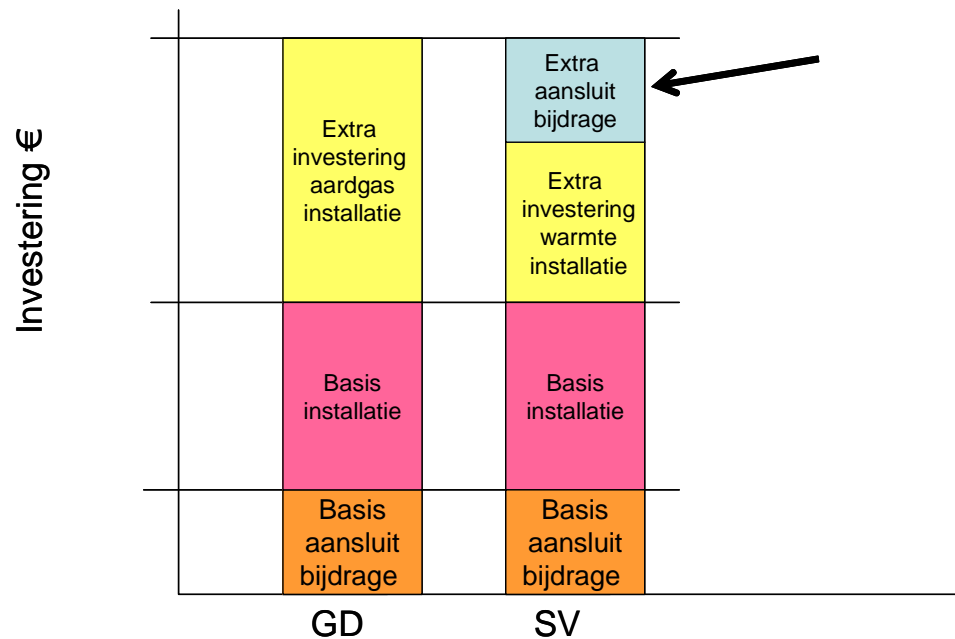 Investering €
Extra
investering
aardgas
installatie
Basis
installatie
Basis
aansluit
bijdrage
GD
Extra
aansluit
bijdrage
Extra
investering
warmte
installatie
Basis
installatie
Basis
aansluit
bijdrage
SV